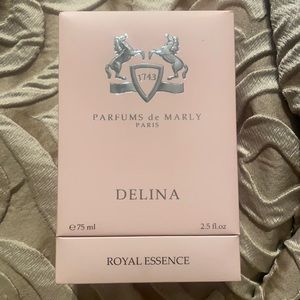 1743
PARFUMS de MARLY
PARIS
DELINA
℮75 ml 2.5 fl.oz
ROYAL ESSENCE